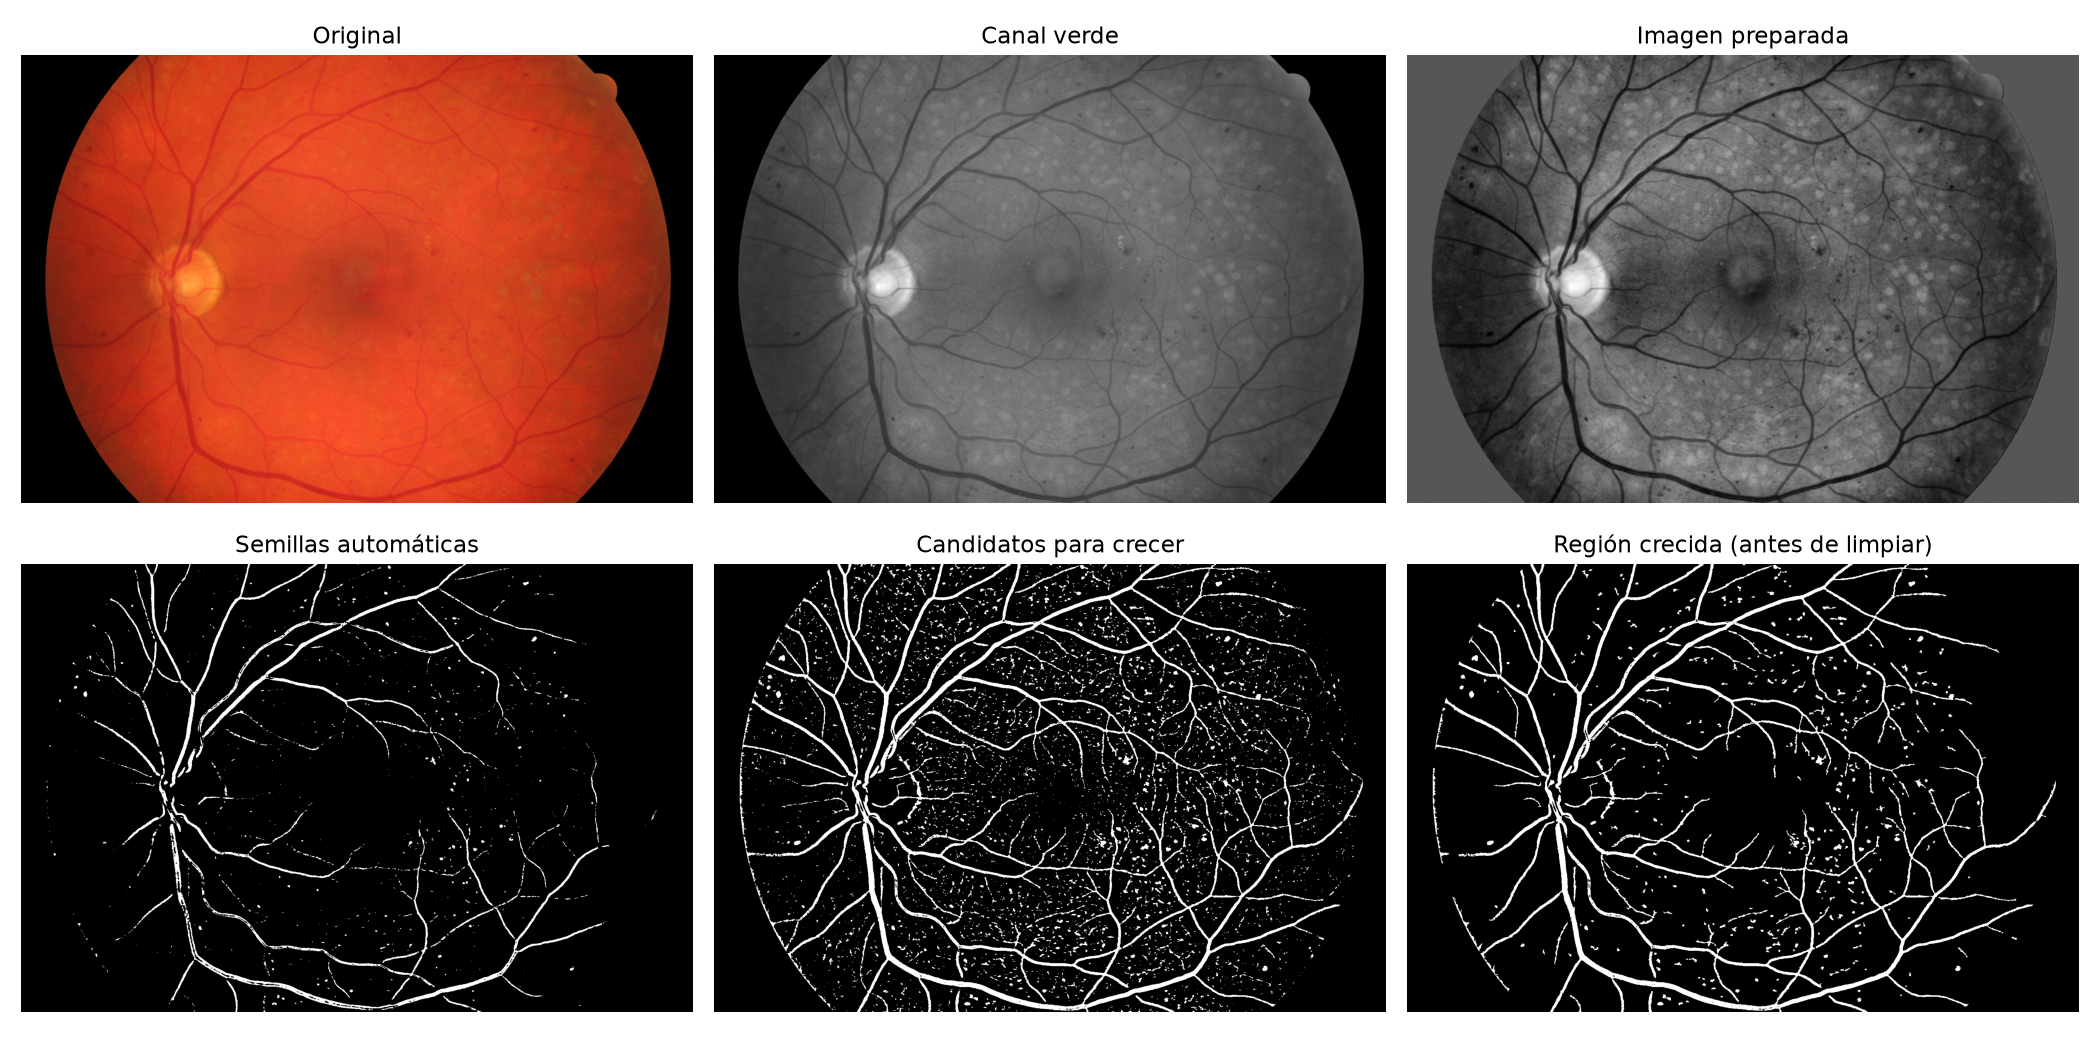 Original
Canal verde
Imagen preparada
Semillas automáticas
Candidatos para crecer
Región crecida (antes de limpiar)